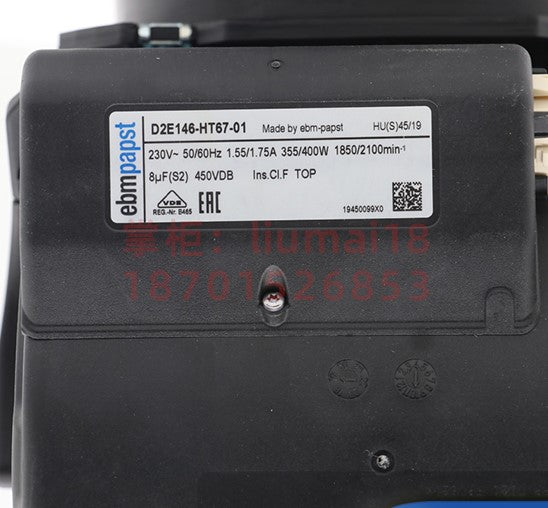 ebmpapst
D2E146-HT67-01 Made by ebm-papst HU(S)45/19
230V~ 50/60Hz 1.55/1.75A 355/400W 1850/2100min⁻¹
8µF(S2) 450VDB Ins.Cl.F TOP
VDE
REG.-Nr. B465
EAC
19450099X0
掌柜：liumai18
18701526853